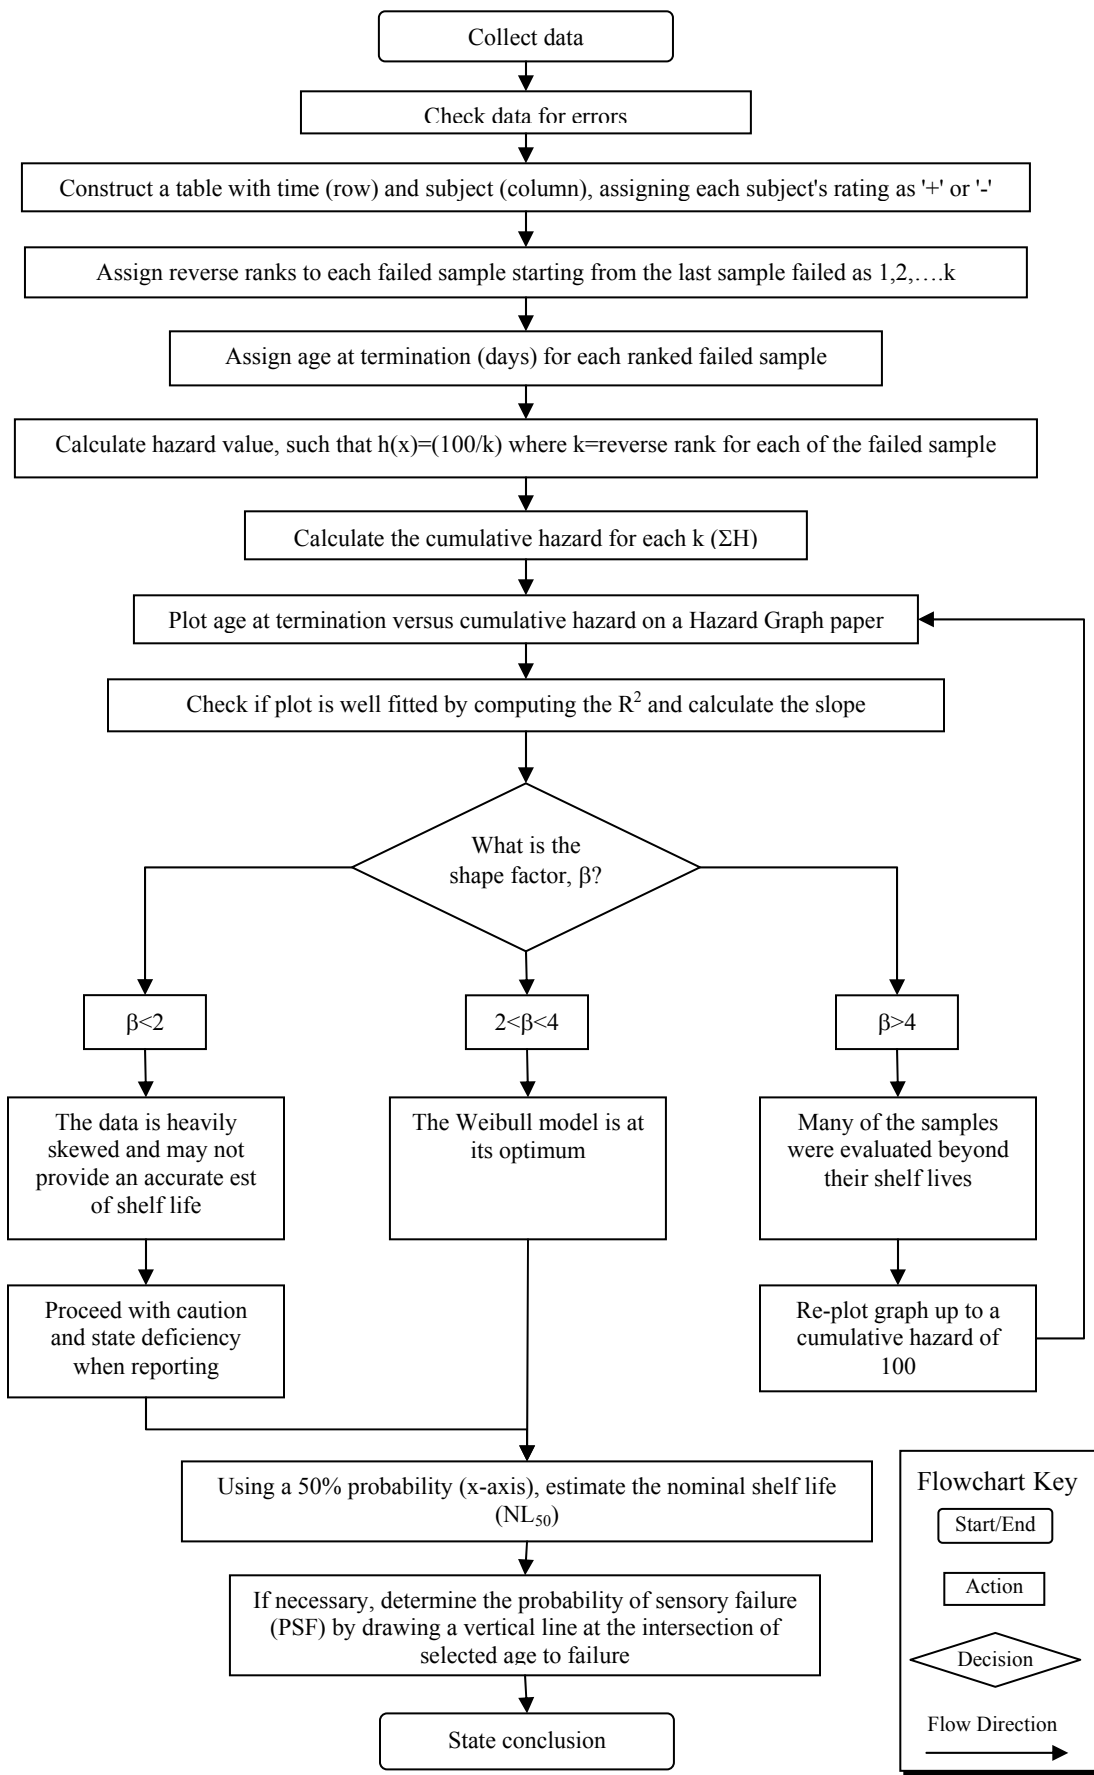 Collect data
Check data for errors
Construct a table with time (row) and subject (column), assigning each subject's rating as '+' or '-'
Assign reverse ranks to each failed sample starting from the last sample failed as 1,2,….k
Assign age at termination (days) for each ranked failed sample
Calculate hazard value, such that h(x)=(100/k) where k=reverse rank for each of the failed sample
Calculate the cumulative hazard for each k (ΣH)
Plot age at termination versus cumulative hazard on a Hazard Graph paper
Check if plot is well fitted by computing the R² and calculate the slope
What is the
shape factor, β?
β<2
2<β<4
β>4
The data is heavily
skewed and may not
provide an accurate est
of shelf life
The Weibull model is at
its optimum
Many of the samples
were evaluated beyond
their shelf lives
Proceed with caution
and state deficiency
when reporting
Re-plot graph up to a
cumulative hazard of
100
Using a 50% probability (x-axis), estimate the nominal shelf life
(NL₅₀)
If necessary, determine the probability of sensory failure
(PSF) by drawing a vertical line at the intersection of
selected age to failure
State conclusion
Flowchart Key
Start/End
Action
Decision
Flow Direction